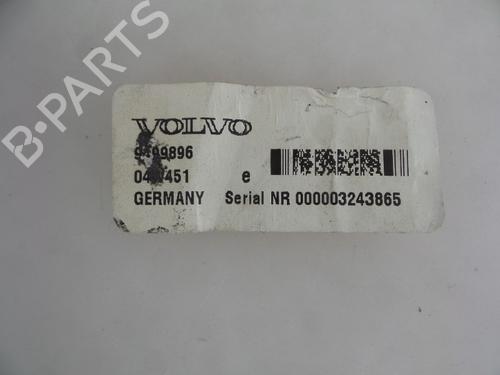 B-PARTS
VOLVO
e
GERMANY Serial NR 000003243865